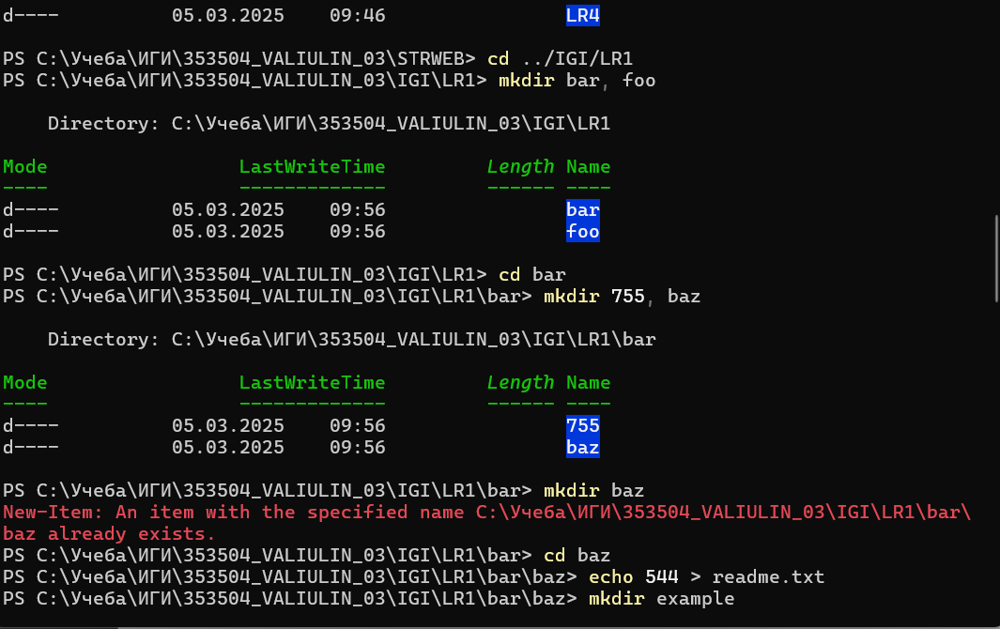 d---- 05.03.2025 09:46 LR4
PS C:\Учеба\ИГИ\353504_VALIULIN_03\STRWEB> cd ../IGI/LR1
PS C:\Учеба\ИГИ\353504_VALIULIN_03\IGI\LR1> mkdir bar, foo
Directory: C:\Учеба\ИГИ\353504_VALIULIN_03\IGI\LR1
Mode LastWriteTime Length Name
---- ------------- ------ ----
d---- 05.03.2025 09:56 bar
d---- 05.03.2025 09:56 foo
PS C:\Учеба\ИГИ\353504_VALIULIN_03\IGI\LR1> cd bar
PS C:\Учеба\ИГИ\353504_VALIULIN_03\IGI\LR1\bar> mkdir 755, baz
Directory: C:\Учеба\ИГИ\353504_VALIULIN_03\IGI\LR1\bar
Mode LastWriteTime Length Name
---- ------------- ------ ----
d---- 05.03.2025 09:56 755
d---- 05.03.2025 09:56 baz
PS C:\Учеба\ИГИ\353504_VALIULIN_03\IGI\LR1\bar> mkdir baz
New-Item: An item with the specified name C:\Учеба\ИГИ\353504_VALIULIN_03\IGI\LR1\bar\
baz already exists.
PS C:\Учеба\ИГИ\353504_VALIULIN_03\IGI\LR1\bar> cd baz
PS C:\Учеба\ИГИ\353504_VALIULIN_03\IGI\LR1\bar\baz> echo 544 > readme.txt
PS C:\Учеба\ИГИ\353504_VALIULIN_03\IGI\LR1\bar\baz> mkdir example